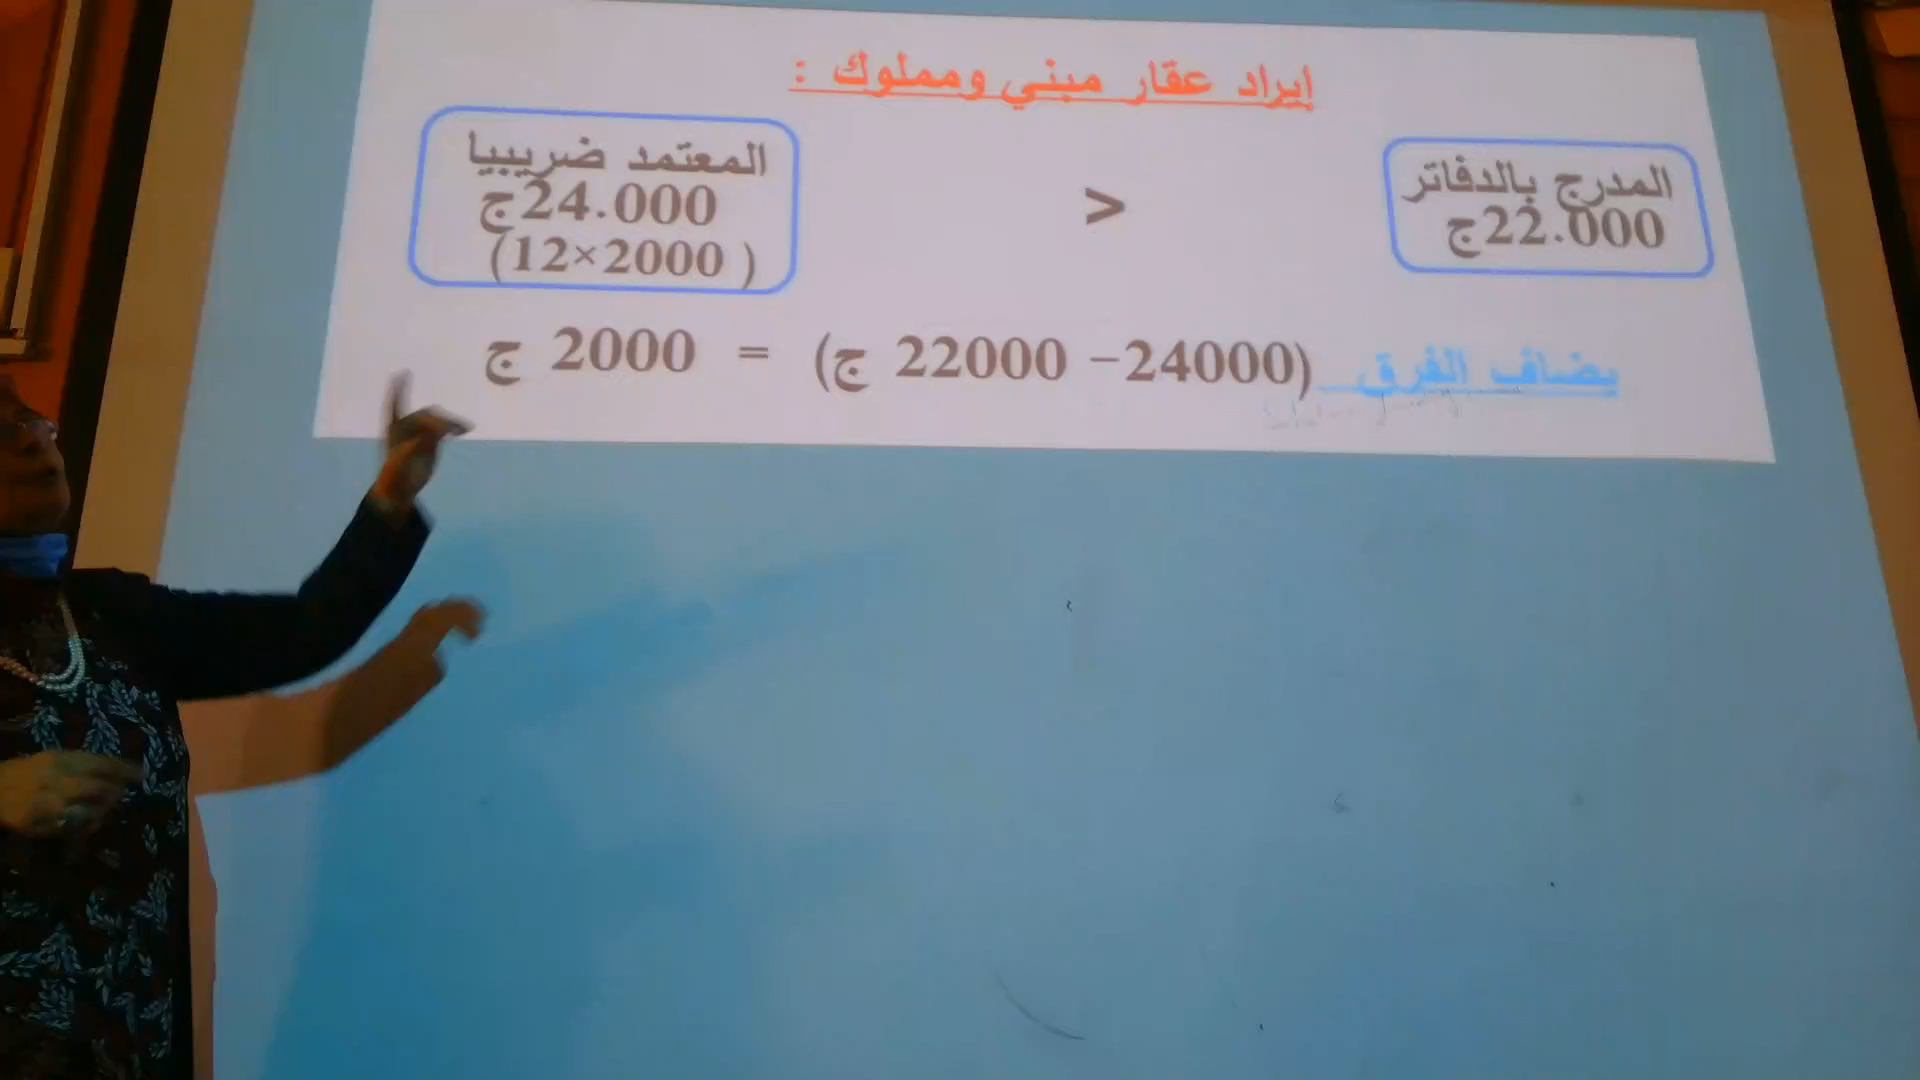 إيراد عقار مبني ومملوك :
المدرج بالدفاتر
22.000ج
>
المعتمد ضريبيا
24.000ج
(12×2000 )
يضاف الفرق (24000– 22000 ج) = 2000 ج